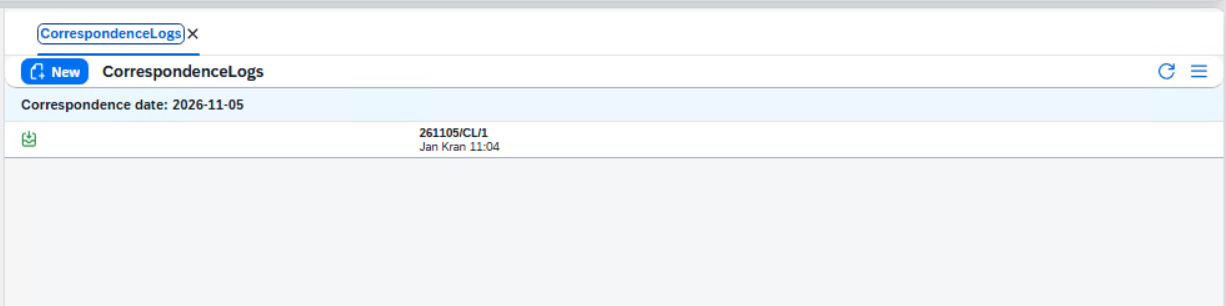 CorrespondenceLogs
New CorrespondenceLogs
Correspondence date: 2026-11-05
261105/CL/1
Jan Kran 11:04